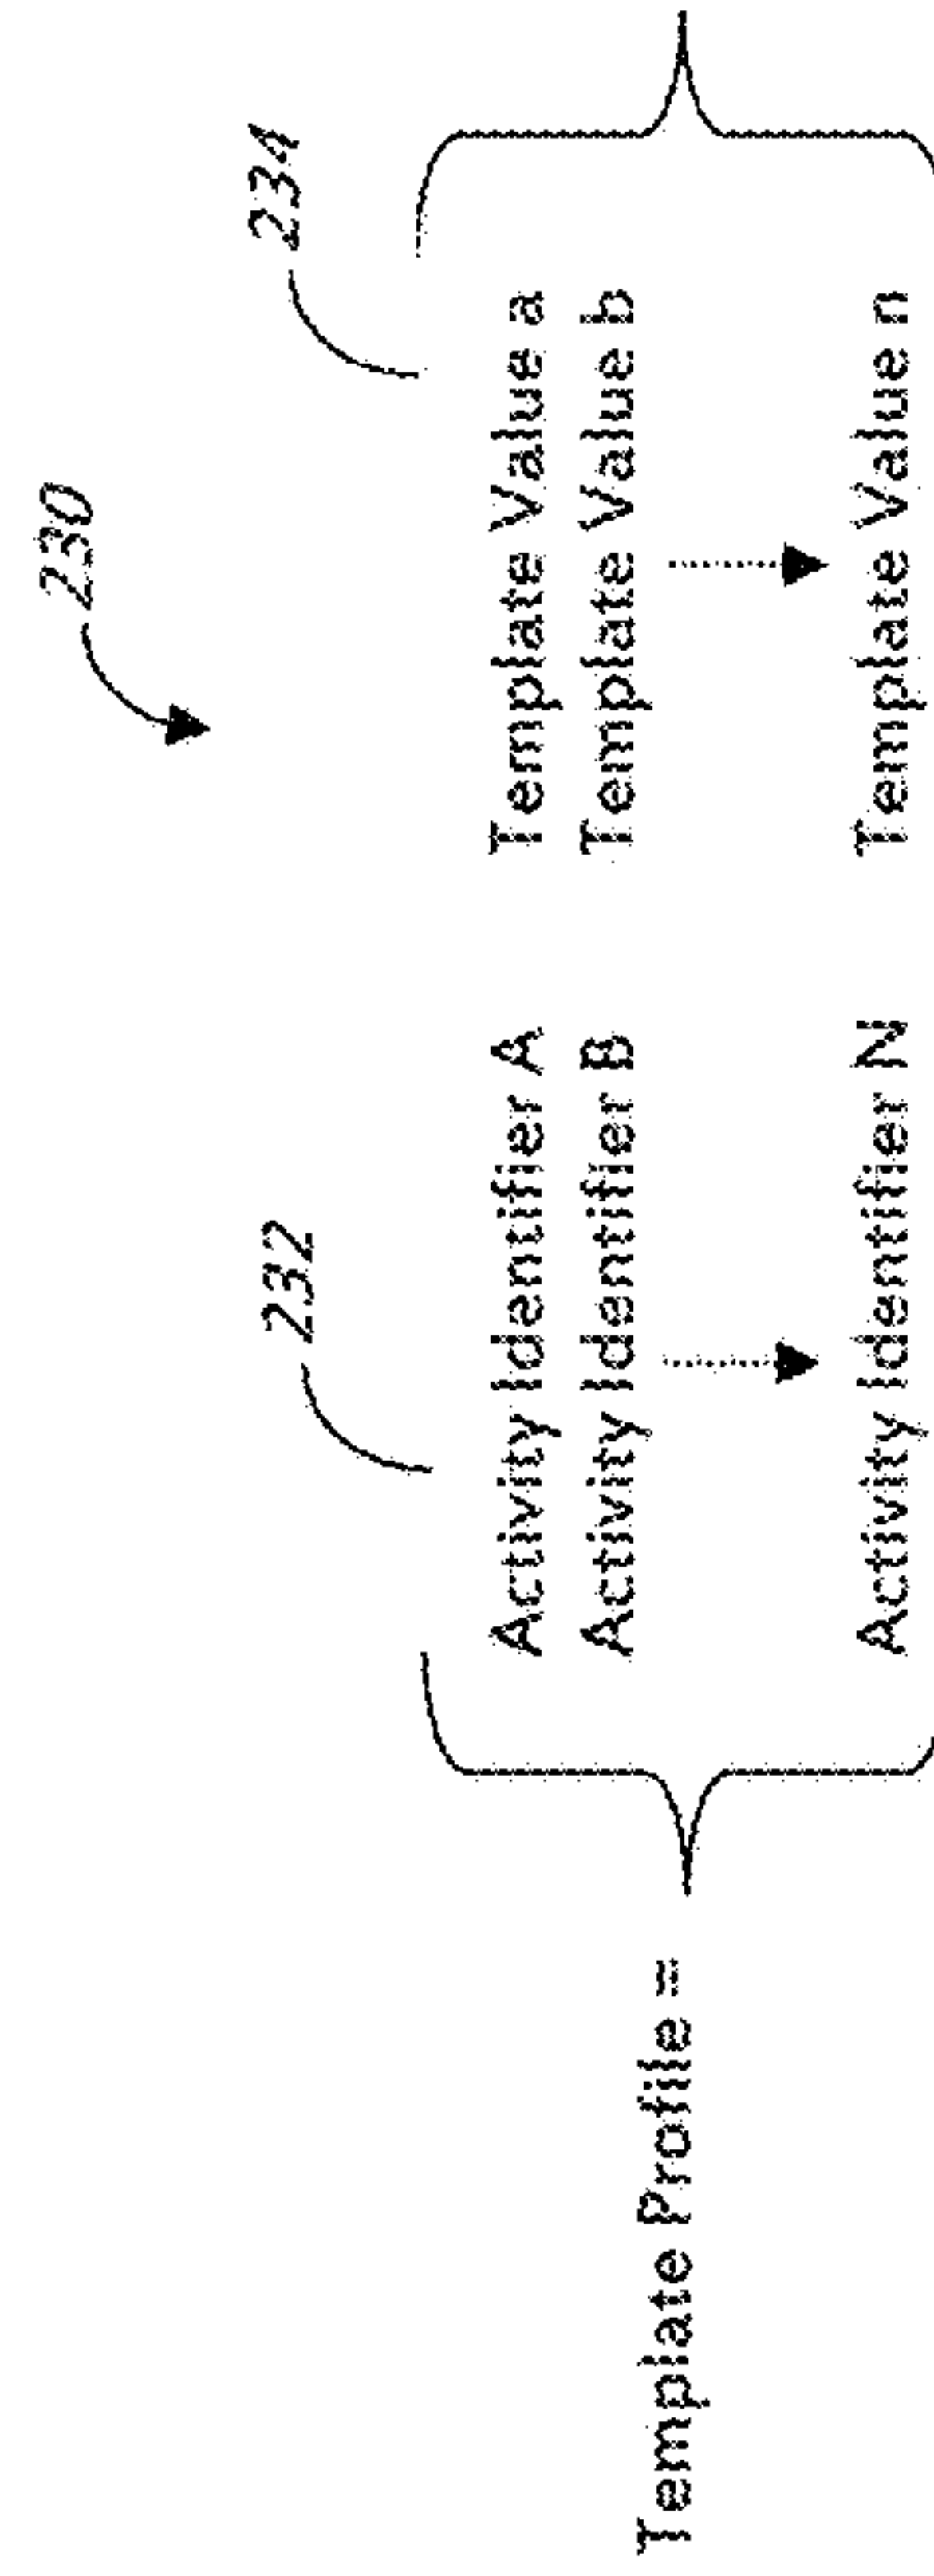 230
232
234
Activity Identifier A Template Value a
Activity Identifier B Template Value b
Template Profile =
Activity Identifier N Template Value n